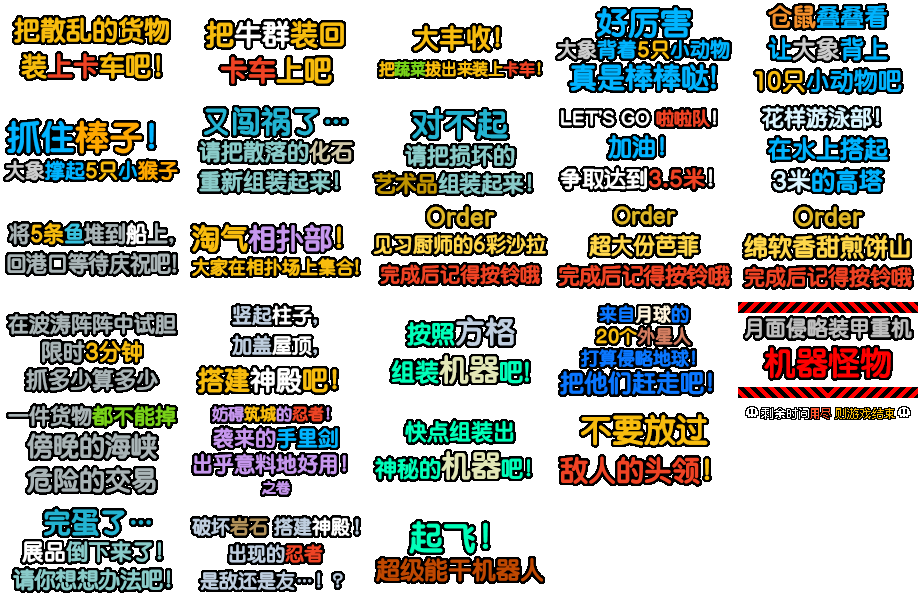 把散乱的货物
装上卡车吧!
把牛群装回
卡车上吧
大丰收!
把蔬菜拔出来装上卡车!
好厉害
大象背着5只小动物
真是棒棒哒!
仓鼠叠叠看
让大象背上
10只小动物吧
抓住棒子!
大象撑起5只小猴子
又闯祸了…
请把散落的化石
重新组装起来!
对不起
请把损坏的
艺术品组装起来!
LET'S GO 啦啦队!
加油!
争取达到3.5米!
花样游泳部!
在水上搭起
3米的高塔
将5条鱼堆到船上,
回港口等待庆祝吧!
淘气相扑部!
大家在相扑场上集合!
Order
见习厨师的6彩沙拉
完成后记得按铃哦
Order
超大份芭菲
完成后记得按铃哦
Order
绵软香甜煎饼山
完成后记得按铃哦
在波涛阵阵中试胆
限时3分钟
抓多少算多少
竖起柱子,
加盖屋顶,
搭建神殿吧!
按照方格
组装机器吧!
来自月球的
20个外星人
打算侵略地球!
把他们赶走吧!
月面侵略装甲重机
机器怪物
剩余时间用尽 则游戏结束
一件货物都不能掉
傍晚的海峡
危险的交易
妨碍筑城的忍者!
袭来的手里剑
出乎意料地好用!
之卷
快点组装出
神秘的机器吧!
不要放过
敌人的头领!
完蛋了…
展品倒下来了!
请你想想办法吧!
破坏岩石 搭建神殿!
出现的忍者
是敌还是友…!?
起飞!
超级能干机器人